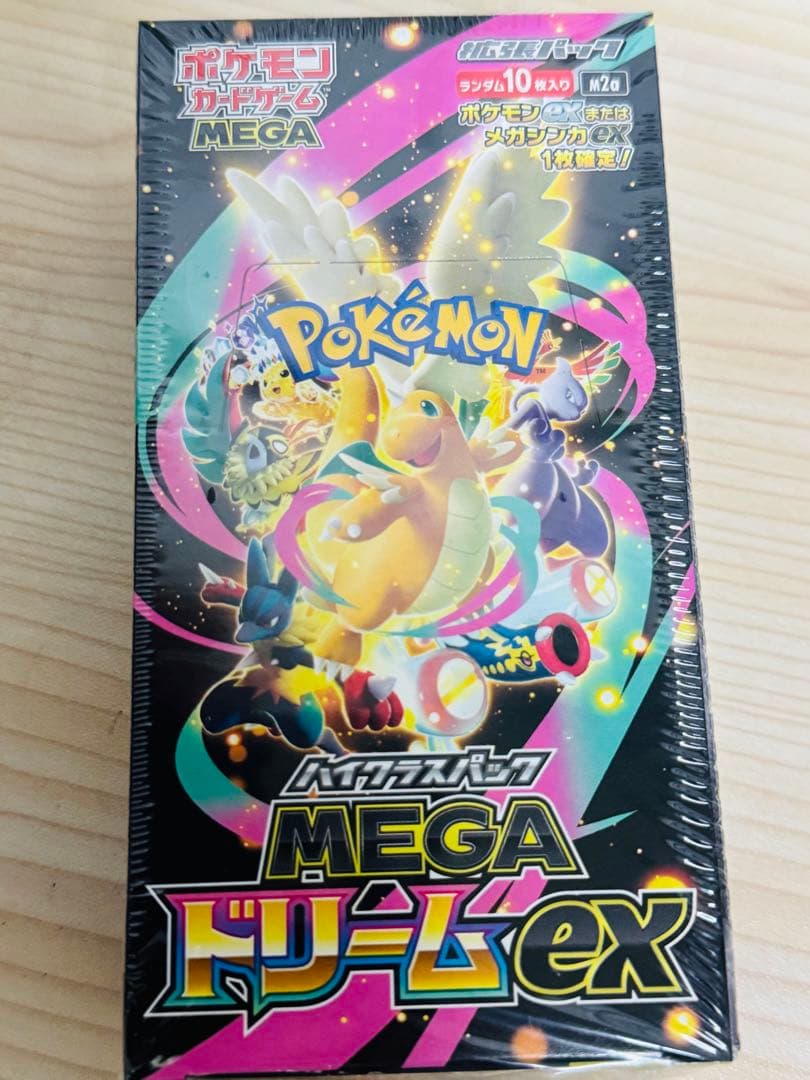 ポケモン
カードゲーム
MEGA
拡張パック
ランダム10枚入り M2a
ポケモンexまたは
メガシンカex
1枚確定!
POKÉMON
TM
ハイクラスパック
MEGA
ドリームex